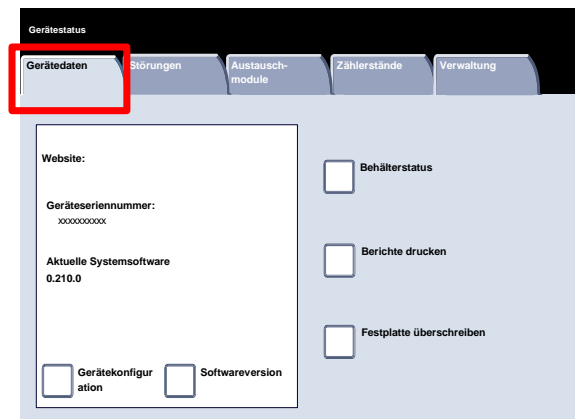 Gerätestatus
Gerätedaten
Störungen
Austausch-
module
Zählerstände
Verwaltung
Website:
Geräteseriennummer:
xxxxxxxxxx
Aktuelle Systemsoftware
0.210.0
Gerätekonfigur
ation
Softwareversion
Behälterstatus
Berichte drucken
Festplatte überschreiben